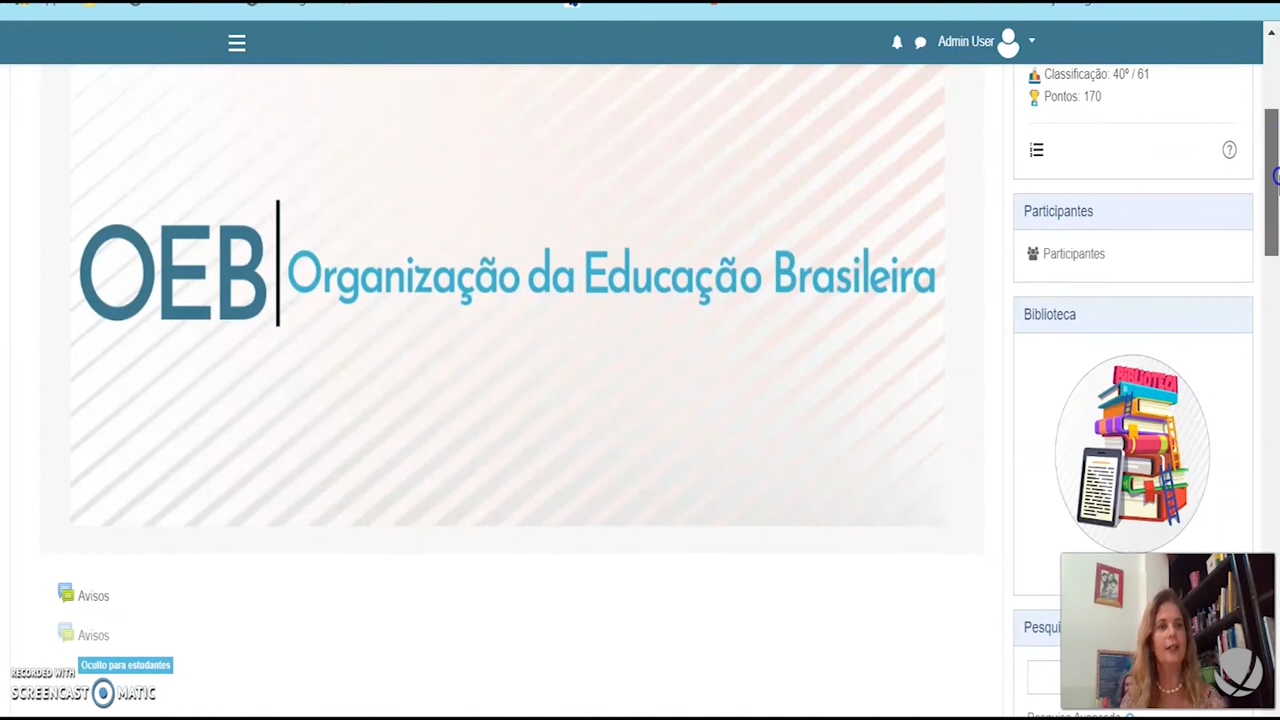 Admin User
Classificação: 40º / 61
Pontos: 170
OEB Organização da Educação Brasileira
Participantes
Participantes
Biblioteca
BIBLIOTECA
Avisos
Avisos
Oculto para estudantes
Pesqui
RECORDED WITH
SCREENCAST MATIC